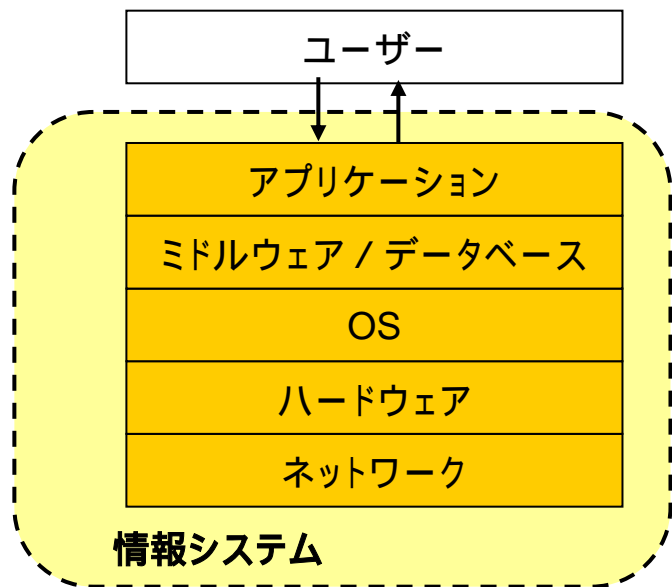 ユーザー
アプリケーション
ミドルウェア / データベース
OS
ハードウェア
ネットワーク
情報システム